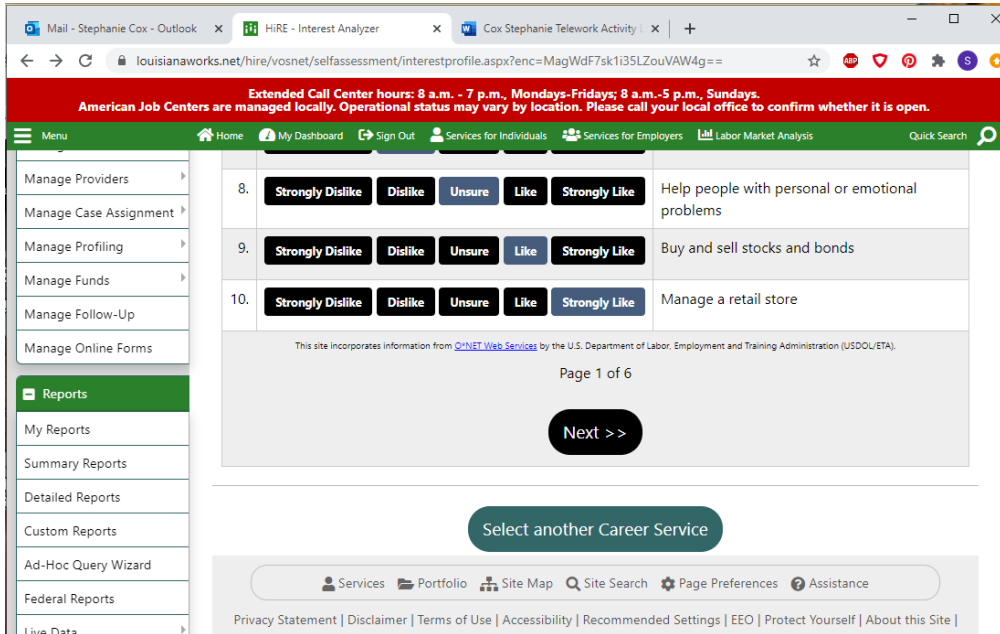 Mail - Stephanie Cox - Outlook
HiRE - Interest Analyzer
Cox Stephanie Telework Activity
louisianaworks.net/hire/vosnet/selfassessment/interestprofile.aspx?enc=MagWdF7sk1i35LZouVAW4g==
ABP
S
Extended Call Center hours: 8 a.m. - 7 p.m., Mondays-Fridays; 8 a.m.-5 p.m., Sundays.
American Job Centers are managed locally. Operational status may vary by location. Please call your local office to confirm whether it is open.
Menu
Home My Dashboard Sign Out Services for Individuals Services for Employers Labor Market Analysis Quick Search
Manage Providers
Manage Case Assignment
Manage Profiling
Manage Funds
Manage Follow-Up
Manage Online Forms
Reports
My Reports
Summary Reports
Detailed Reports
Custom Reports
Ad-Hoc Query Wizard
Federal Reports
Live Data
8. Strongly Dislike Dislike Unsure Like Strongly Like Help people with personal or emotional
problems
9. Strongly Dislike Dislike Unsure Like Strongly Like Buy and sell stocks and bonds
10. Strongly Dislike Dislike Unsure Like Strongly Like Manage a retail store
This site incorporates information from O*NET Web Services by the U.S. Department of Labor, Employment and Training Administration (USDOL/ETA).
Page 1 of 6
Next >>
Select another Career Service
Services Portfolio Site Map Site Search Page Preferences Assistance
Privacy Statement | Disclaimer | Terms of Use | Accessibility | Recommended Settings | EEO | Protect Yourself | About this Site |